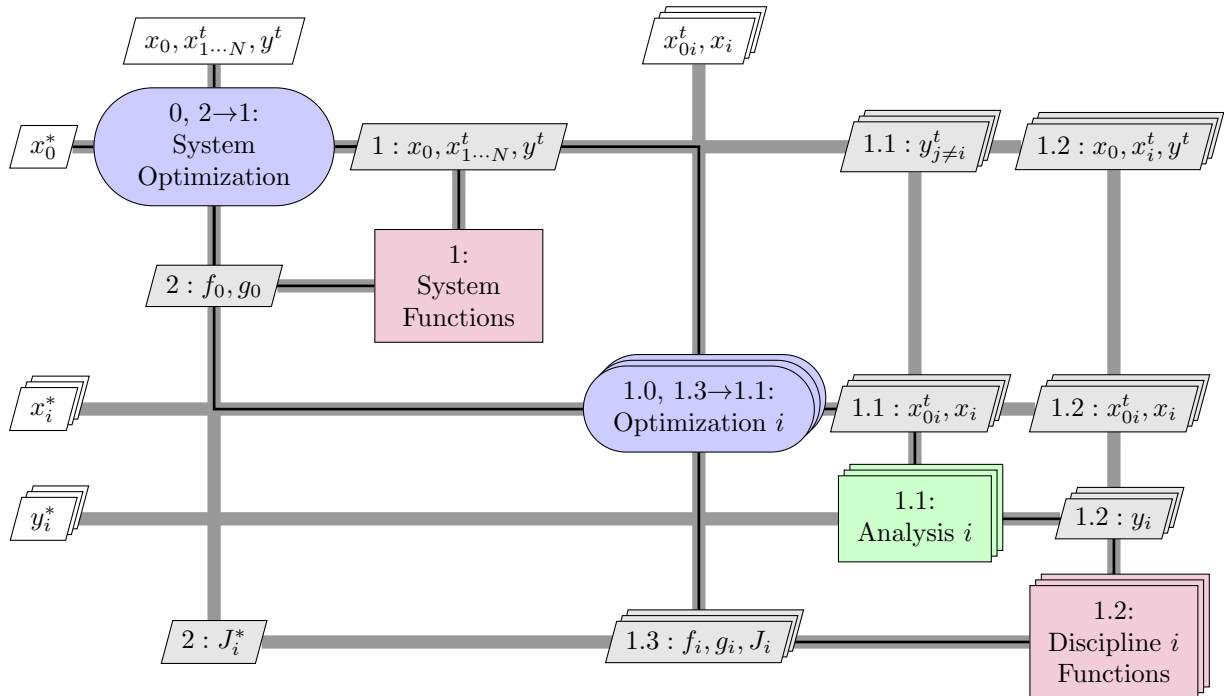 x_0, x^t_{1⋯N}, y^t
x^t_{0i}, x_i
x^*_0
0, 2→1:
System
Optimization
1 : x_0, x^t_{1⋯N}, y^t
1.1 : y^t_{j≠i}
1.2 : x_0, x^t_i, y^t
2 : f_0, g_0
1:
System
Functions
x^*_i
1.0, 1.3→1.1:
Optimization i
1.1 : x^t_{0i}, x_i
1.2 : x^t_{0i}, x_i
y^*_i
1.1:
Analysis i
1.2 : y_i
2 : J^*_i
1.3 : f_i, g_i, J_i
1.2:
Discipline i
Functions